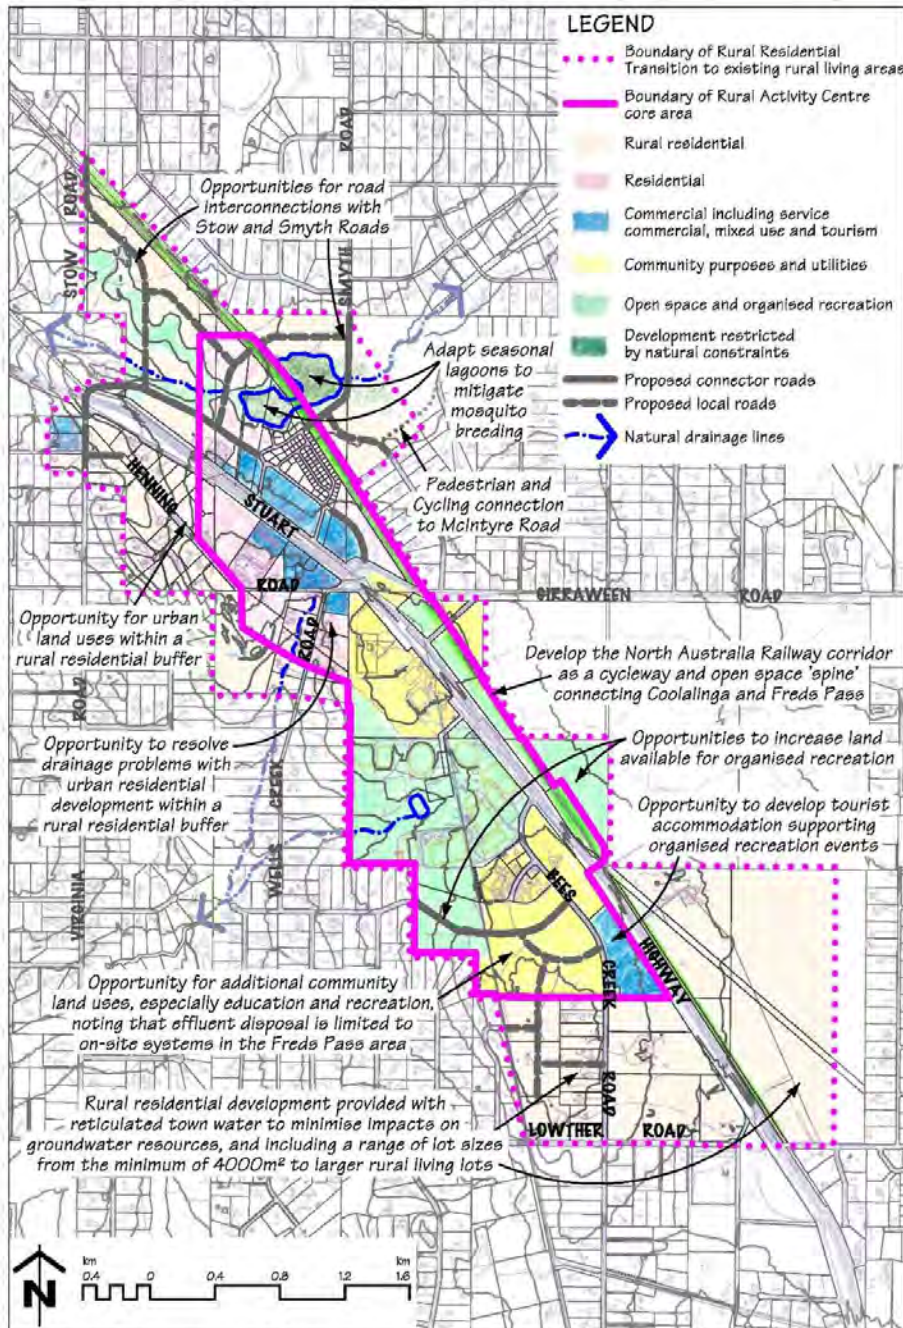 LEGEND
Boundary of Rural Residential
Transition to existing rural living areas
Boundary of Rural Activity Centre
core area
Rural residential
Residential
Commercial including service
commercial, mixed use and tourism
Community purposes and utilities
Open space and organised recreation
Development restricted
by natural constraints
Proposed connector roads
Proposed local roads
Natural drainage lines
ROAD
SMYTH
STOW
ROAD
Opportunities for road
interconnections with
Stow and Smyth Roads
Adapt seasonal
lagoons to
mitigate
mosquito
breeding
Pedestrian and
Cycling connection
to McIntyre Road
HENNING
ROAD
STUART
HIGHWAY
GIRRAWEEN
ROAD
Opportunity for urban
land uses within a
rural residential buffer
Develop the North Australia Railway corridor
as a cycleway and open space 'spine'
connecting Coolalinga and Freds Pass
ROAD
CREEK
WELLS
Opportunity to resolve
drainage problems with
urban residential
development within a
rural residential buffer
Opportunities to increase land
available for organised recreation
Opportunity to develop tourist
accommodation supporting
organised recreation events
ROAD
VIRGINIA
BEES
CREEK
ROAD
Opportunity for additional community
land uses, especially education and recreation,
noting that effluent disposal is limited to
on-site systems in the Freds Pass area
Rural residential development provided with
reticulated town water to minimise impacts on
groundwater resources, and including a range of lot sizes
from the minimum of 4000m² to larger rural living lots
LOWTHER ROAD
N
km
0.4 0 0.4 0.8 1.2 1.6
km